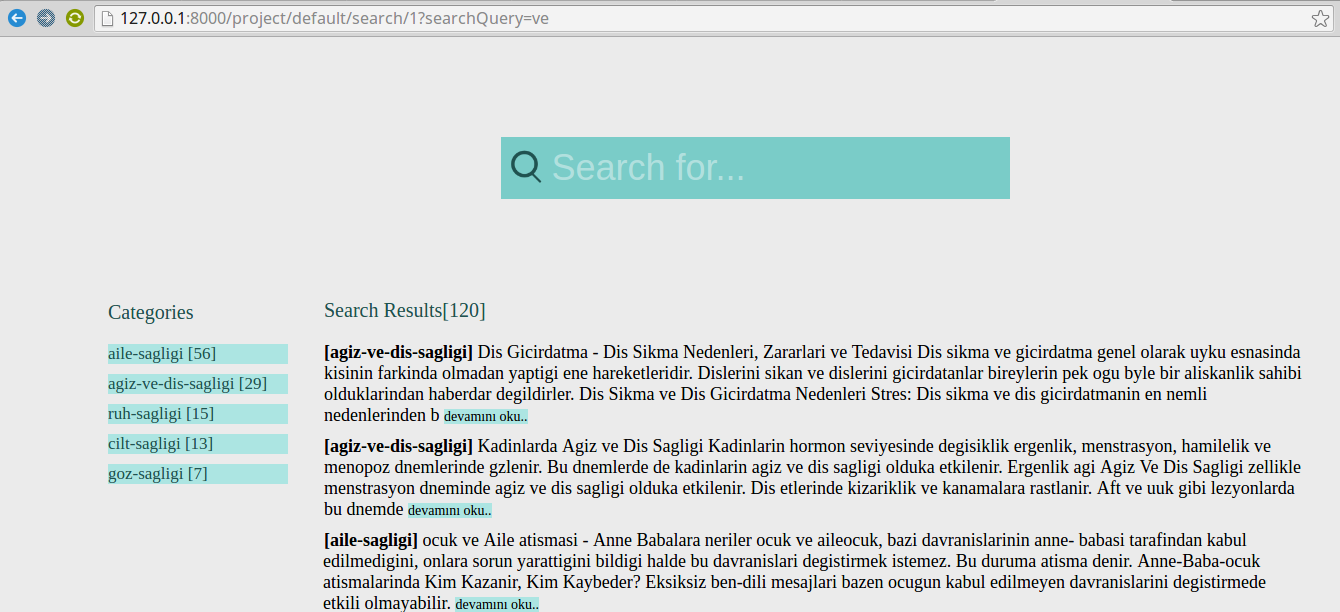 127.0.0.1:8000/project/default/search/1?searchQuery=ve
Search for...
Categories
aile-sagligi [56]
agiz-ve-dis-sagligi [29]
ruh-sagligi [15]
cilt-sagligi [13]
goz-sagligi [7]
Search Results[120]
[agiz-ve-dis-sagligi] Dis Gicirdatma - Dis Sikma Nedenleri, Zararlari ve Tedavisi Dis sikma ve gicirdatma genel olarak uyku esnasinda
kisinin farkinda olmadan yaptigi ene hareketleridir. Dislerini sikan ve dislerini gicirdatanlar bireylerin pek ogu byle bir aliskanlik sahibi
olduklarindan haberdar degildirler. Dis Sikma ve Dis Gicirdatma Nedenleri Stres: Dis sikma ve dis gicirdatmanin en nemli
nedenlerinden b devamını oku..
[agiz-ve-dis-sagligi] Kadinlarda Agiz ve Dis Sagligi Kadinlarin hormon seviyesinde degisiklik ergenlik, menstrasyon, hamilelik ve
menopoz dnemlerinde gzlenir. Bu dnemlerde de kadinlarin agiz ve dis sagligi olduka etkilenir. Ergenlik agi Agiz Ve Dis Sagligi zellikle
menstrasyon dneminde agiz ve dis sagligi olduka etkilenir. Dis etlerinde kizariklik ve kanamalara rastlanir. Aft ve uuk gibi lezyonlarda
bu dnemde devamını oku..
[aile-sagligi] ocuk ve Aile atismasi - Anne Babalara neriler ocuk ve aileocuk, bazi davranislarinin anne- babasi tarafindan kabul
edilmedigini, onlara sorun yarattigini bildigi halde bu davranislari degistirmek istemez. Bu duruma atisma denir. Anne-Baba-ocuk
atismalarinda Kim Kazanir, Kim Kaybeder? Eksiksiz ben-dili mesajlari bazen ocugun kabul edilmeyen davranislarini degistirmede
etkili olmayabilir. devamını oku..